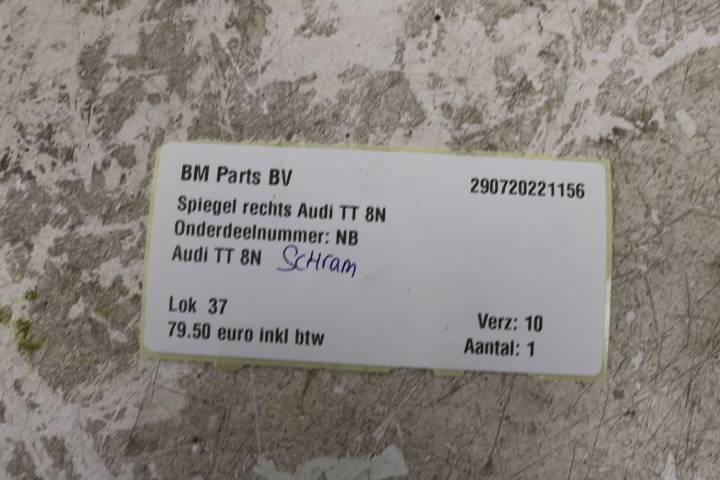 BM Parts BV
290720221156
Spiegel rechts Audi TT 8N
Onderdeelnummer: NB
Audi TT 8N Schram
Lok 37
Verz: 10
79.50 euro inkl btw
Aantal: 1